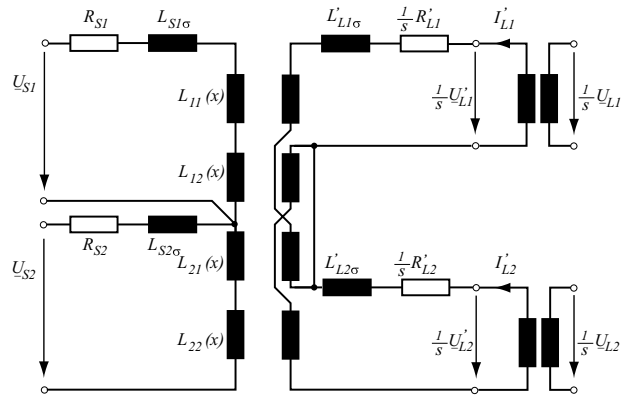 R_S1 L_S1σ L'_L1σ 1/s R'_L1 I'_L1
U_S1 L_11(x) 1/s U'_L1 1/s U_L1
L_12(x)
R_S2 L_S2σ
U_S2 L_21(x) L'_L2σ 1/s R'_L2 I'_L2
L_22(x) 1/s U'_L2 1/s U_L2